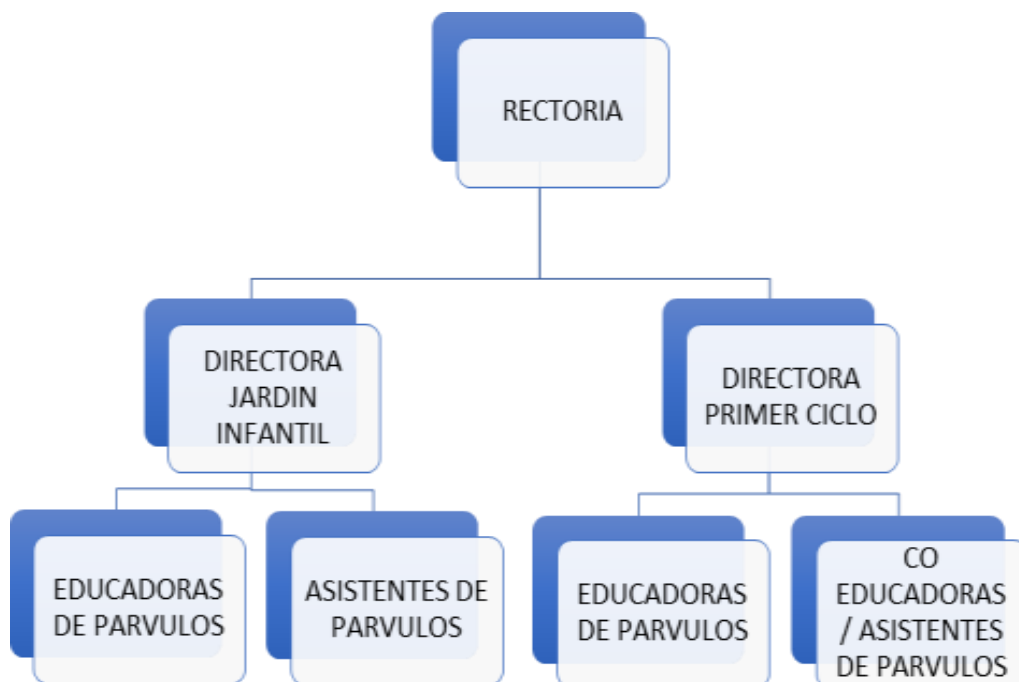 RECTORIA
DIRECTORA
JARDIN
INFANTIL
DIRECTORA
PRIMER CICLO
EDUCADORAS
DE PARVULOS
ASISTENTES DE
PARVULOS
EDUCADORAS
DE PARVULOS
CO
EDUCADORAS
/ ASISTENTES
DE PARVULOS